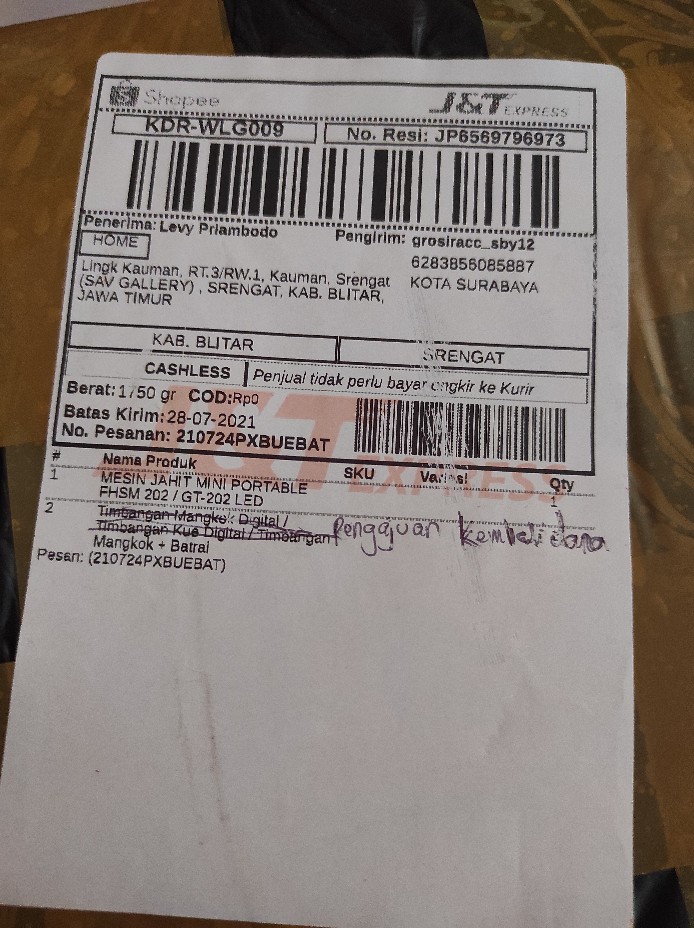 Shopee
J&T EXPRESS
KDR-WLG009
No. Resi: JP6569796973
Penerima: Levy Priambodo
HOME
Lingk Kauman, RT.3/RW.1, Kauman, Srengat
(SAV GALLERY) , SRENGAT, KAB. BLITAR,
JAWA TIMUR
Pengirim: grosiracc_sby12
6283856085887
KOTA SURABAYA
KAB. BLITAR
SRENGAT
CASHLESS
Penjual tidak perlu bayar ongkir ke Kurir
Berat: 1750 gr COD:Rp0
Batas Kirim: 28-07-2021
No. Pesanan: 210724PXBUEBAT
J&T EXPRESS
# Nama Produk SKU Variasi Qty
1 MESIN JAHIT MINI PORTABLE
FHSM 202 / GT-202 LED
2 Timbangan Mangkok Digital /
Timbangan Kue Digital / Timbangan
Mangkok + Batrai
Pengajuan Kembali dana
Pesan: (210724PXBUEBAT)